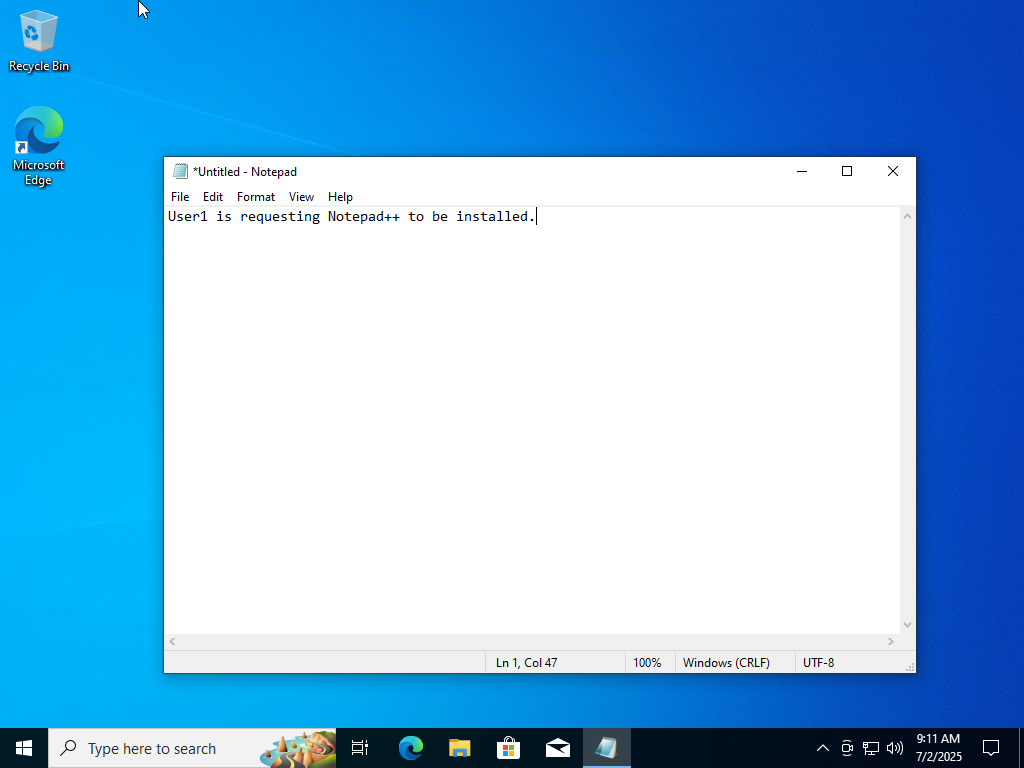 Recycle Bin
Microsoft
Edge
*Untitled - Notepad
File Edit Format View Help
User1 is requesting Notepad++ to be installed.
Ln 1, Col 47 100% Windows (CRLF) UTF-8
Type here to search
9:11 AM
7/2/2025